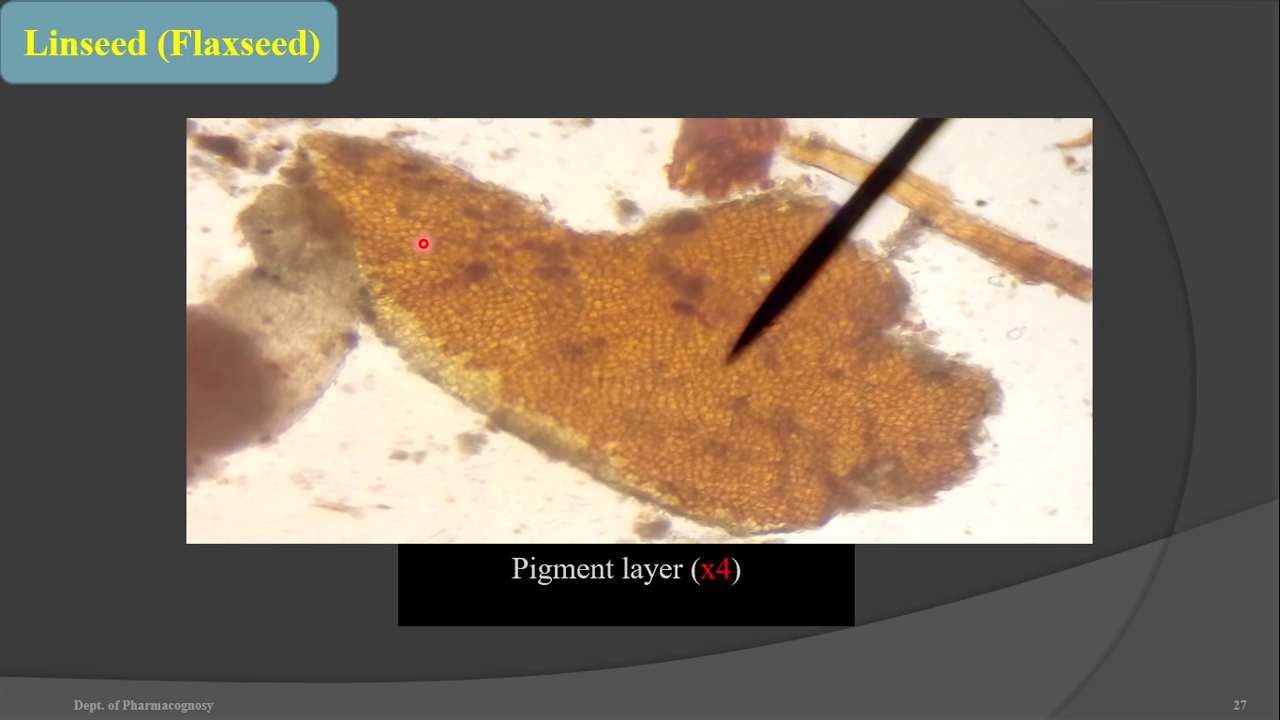 Linseed (Flaxseed)
Pigment layer (x4)
Dept. of Pharmacognosy
27